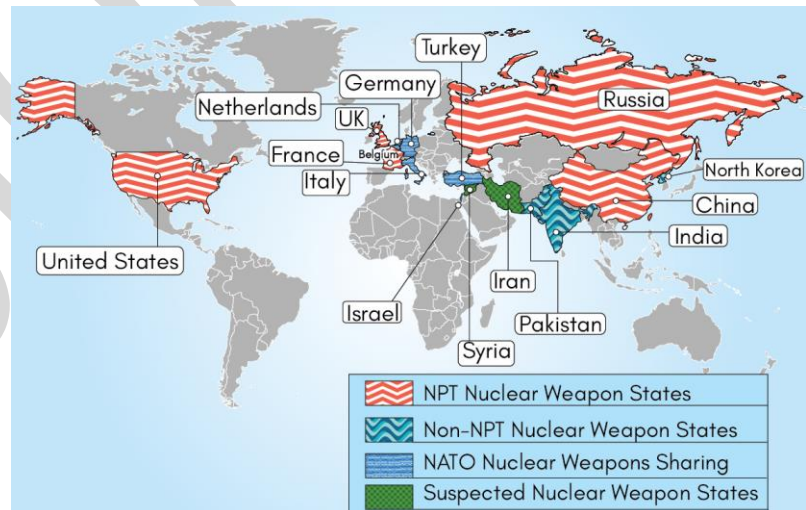 Turkey
Germany
Russia
Netherlands
UK
France
Belgium
Italy
North Korea
China
United States
India
Iran
Israel
Pakistan
Syria
NPT Nuclear Weapon States
Non-NPT Nuclear Weapon States
NATO Nuclear Weapons Sharing
Suspected Nuclear Weapon States